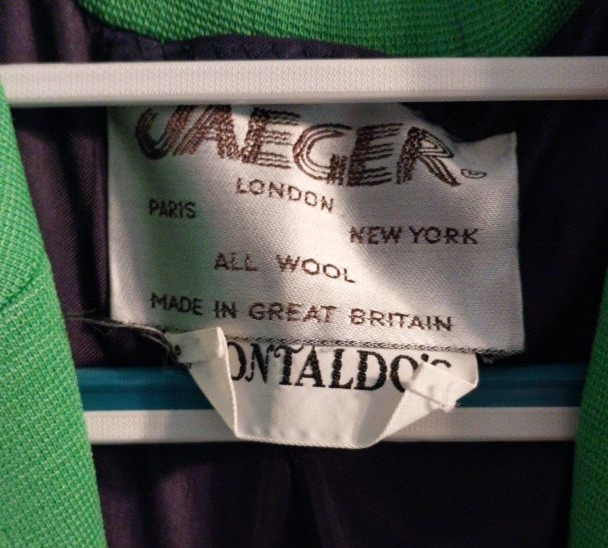 JAEGER
LONDON
PARIS
NEW YORK
ALL WOOL
MADE IN GREAT BRITAIN
ONTALDO'S